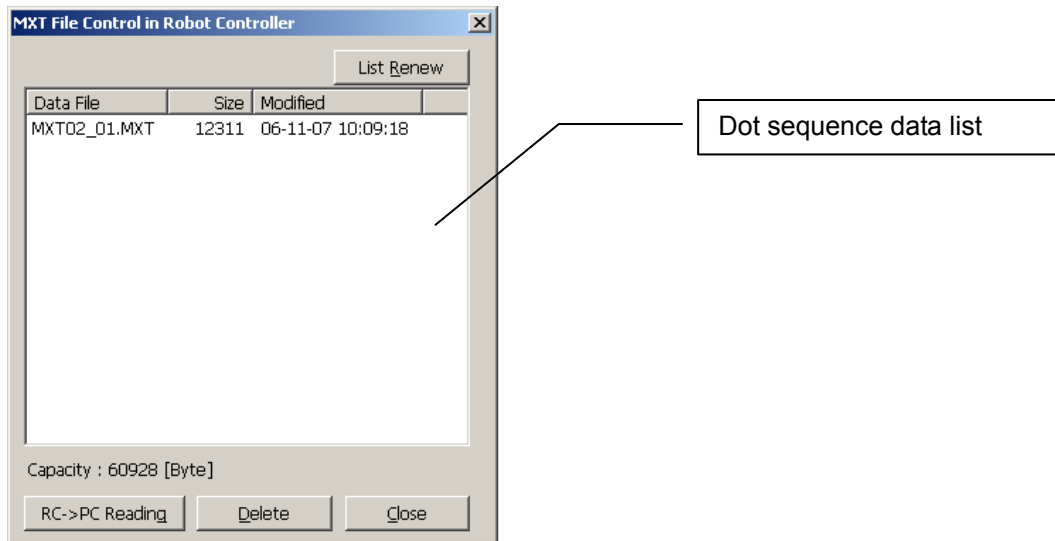 MXT File Control in Robot Controller
List Renew
Data File Size Modified
MXT02_01.MXT 12311 06-11-07 10:09:18
Dot sequence data list
Capacity : 60928 [Byte]
RC->PC Reading Delete Close